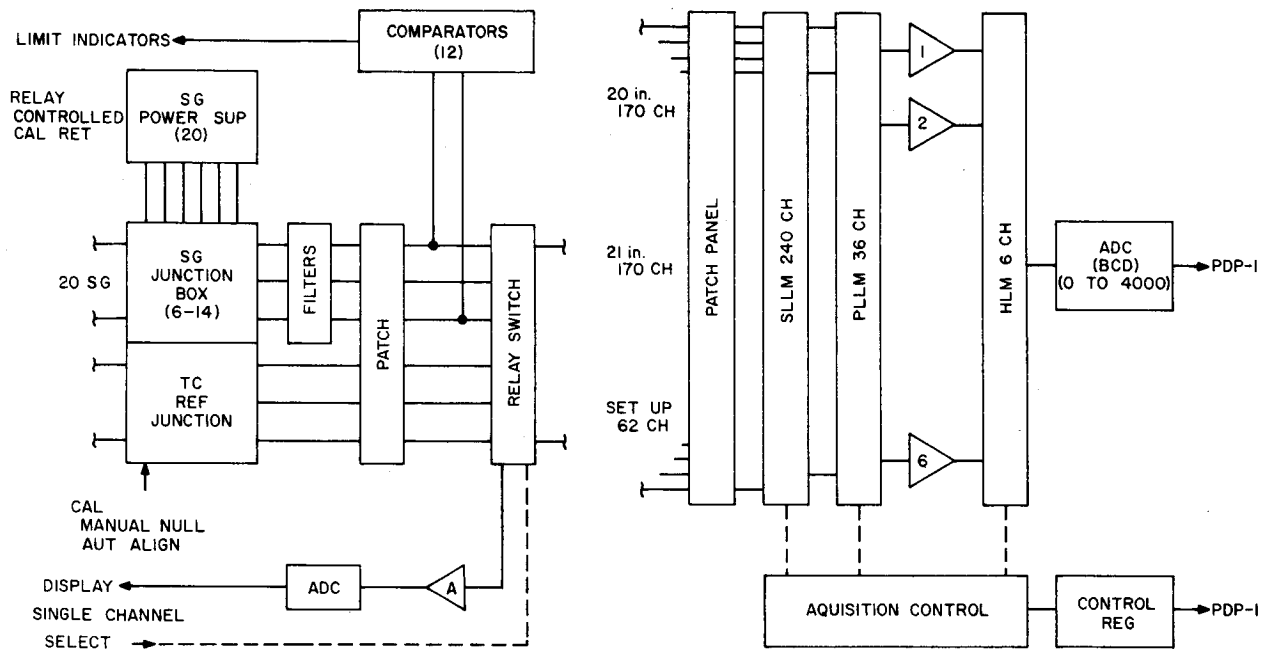 LIMIT INDICATORS
COMPARATORS
(12)
RELAY
CONTROLLED
CAL RET
SG
POWER SUP
(20)
20 SG
SG
JUNCTION
BOX
(6-14)
TC
REF
JUNCTION
FILTERS
PATCH
RELAY SWITCH
CAL
MANUAL NULL
AUT ALIGN
DISPLAY
ADC
A
SINGLE CHANNEL
SELECT
20 in.
170 CH
21 in.
170 CH
SET UP
62 CH
PATCH PANEL
SLLM 240 CH
PLLM 36 CH
1
2
6
HLM 6 CH
ADC
(BCD)
(0 TO 4000)
PDP-1
AQUISITION CONTROL
CONTROL
REG
PDP-1